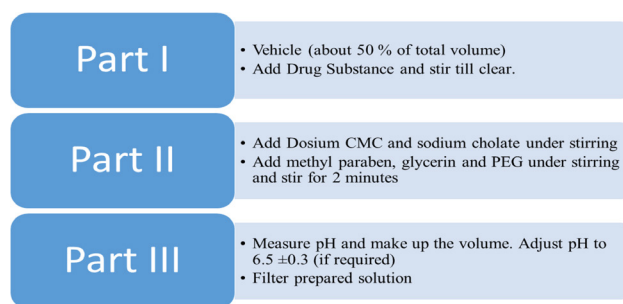 Part I
• Vehicle (about 50 % of total volume)
• Add Drug Substance and stir till clear.
Part II
• Add Dosium CMC and sodium cholate under stirring
• Add methyl paraben, glycerin and PEG under stirring
and stir for 2 minutes
Part III
• Measure pH and make up the volume. Adjust pH to
6.5 ±0.3 (if required)
• Filter prepared solution